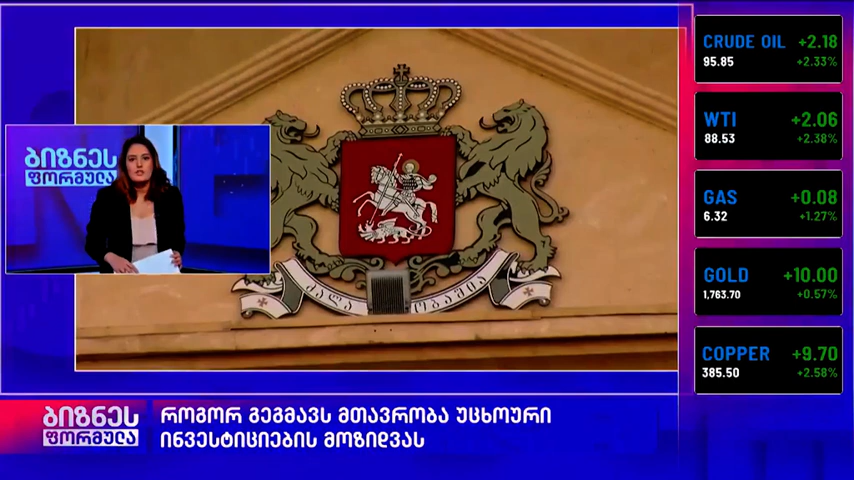 ᲑᲘᲖᲜᲔᲡ
ᲤᲝᲠᲛᲣᲚᲐ
ᲫᲐᲚᲐ
ᲝᲑᲐᲨᲘᲐ
CRUDE OIL +2.18
95.85 +2.33%
WTI +2.06
88.53 +2.38%
GAS +0.08
6.32 +1.27%
GOLD +10.00
1,763.70 +0.57%
COPPER +9.70
385.50 +2.58%
ᲑᲘᲖᲜᲔᲡ
ᲤᲝᲠᲛᲣᲚᲐ
ᲠᲝᲒᲝᲠ ᲒᲔᲒᲛᲐᲕᲡ ᲛᲗᲐᲕᲠᲝᲑᲐ ᲣᲪᲮᲝᲣᲠᲘ
ᲘᲜᲕᲔᲡᲢᲘᲪᲘᲔᲑᲘᲡ ᲛᲝᲖᲘᲓᲕᲐᲡ